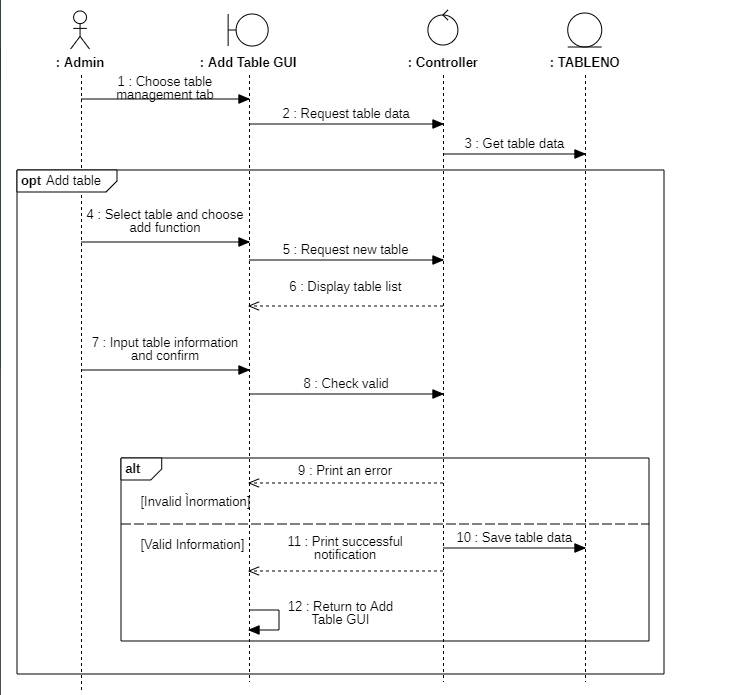 : Admin
: Add Table GUI
: Controller
: TABLENO
1 : Choose table
management tab
2 : Request table data
3 : Get table data
opt Add table
4 : Select table and choose
add function
5 : Request new table
6 : Display table list
7 : Input table information
and confirm
8 : Check valid
alt
9 : Print an error
[Invalid Ìnormation]
[Valid Information]
11 : Print successful
notification
10 : Save table data
12 : Return to Add
Table GUI